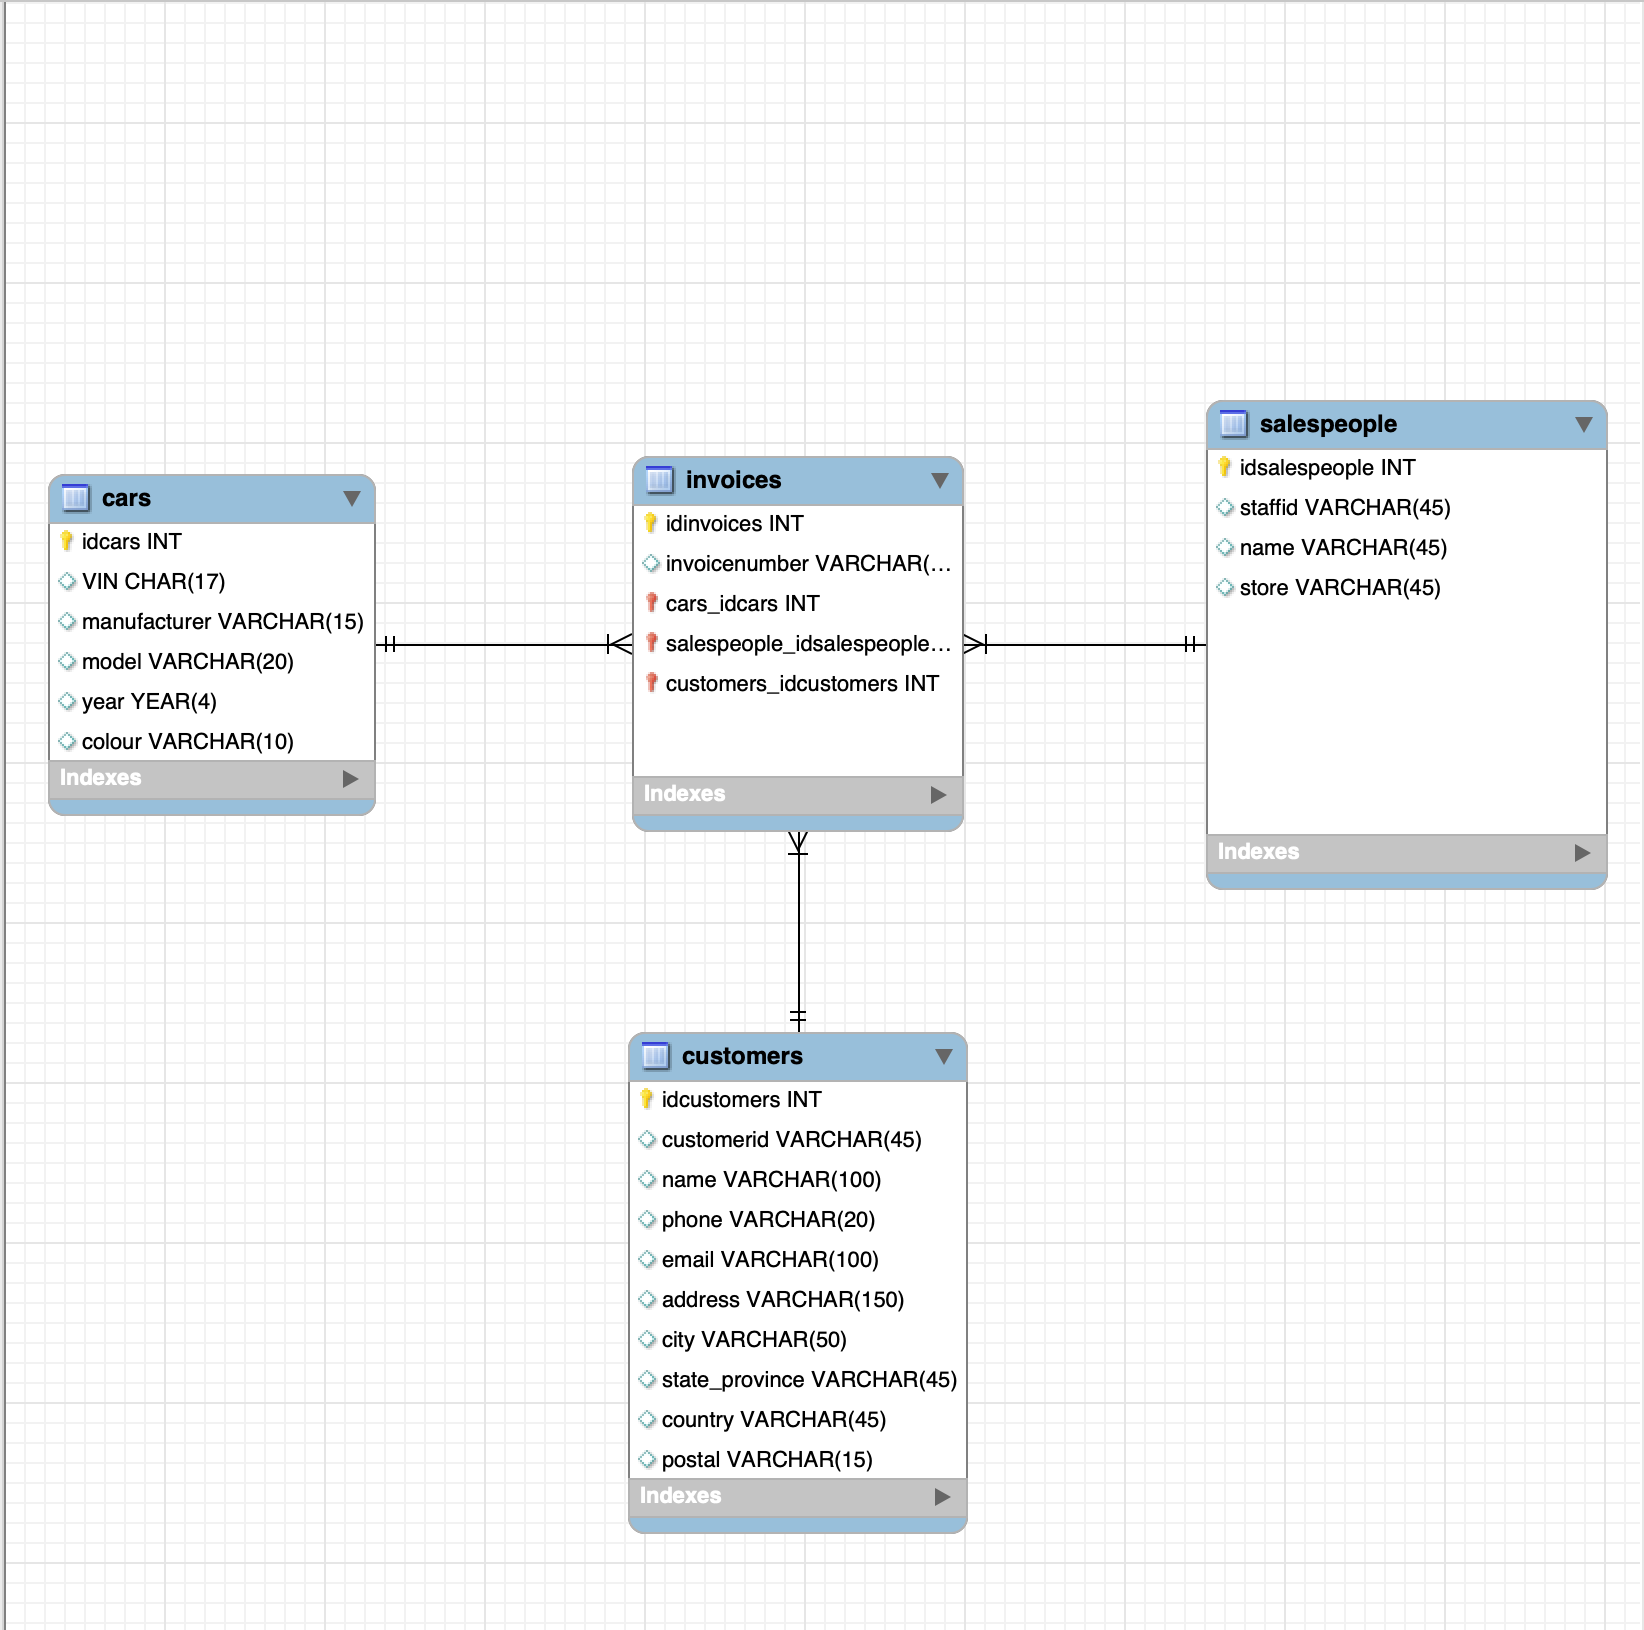 cars
idcars INT
VIN CHAR(17)
manufacturer VARCHAR(15)
model VARCHAR(20)
year YEAR(4)
colour VARCHAR(10)
Indexes
invoices
idinvoices INT
invoicenumber VARCHAR(...
cars_idcars INT
salespeople_idsalespeople...
customers_idcustomers INT
Indexes
salespeople
idsalespeople INT
staffid VARCHAR(45)
name VARCHAR(45)
store VARCHAR(45)
Indexes
customers
idcustomers INT
customerid VARCHAR(45)
name VARCHAR(100)
phone VARCHAR(20)
email VARCHAR(100)
address VARCHAR(150)
city VARCHAR(50)
state_province VARCHAR(45)
country VARCHAR(45)
postal VARCHAR(15)
Indexes